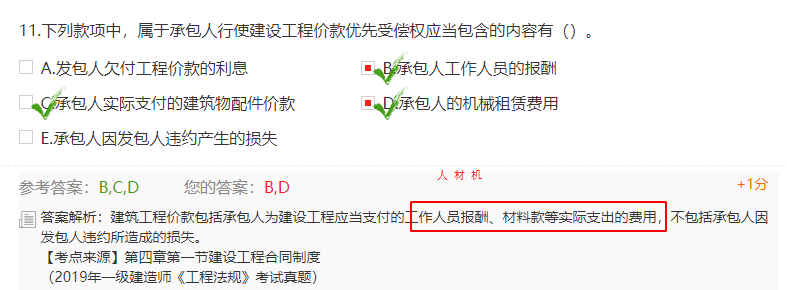 11.下列款项中，属于承包人行使建设工程价款优先受偿权应当包含的内容有（）。
A.发包人欠付工程价款的利息
B.承包人工作人员的报酬
C.承包人实际支付的建筑物配件价款
D.承包人的机械租赁费用
E.承包人因发包人违约产生的损失
人 材 机
参考答案：B,C,D 您的答案：B,D +1分
答案解析：建筑工程价款包括承包人为建设工程应当支付的工作人员报酬、材料款等实际支出的费用，不包括承包人因
发包人违约所造成的损失。
【考点来源】第四章第一节建设工程合同制度
（2019年一级建造师《工程法规》考试真题）